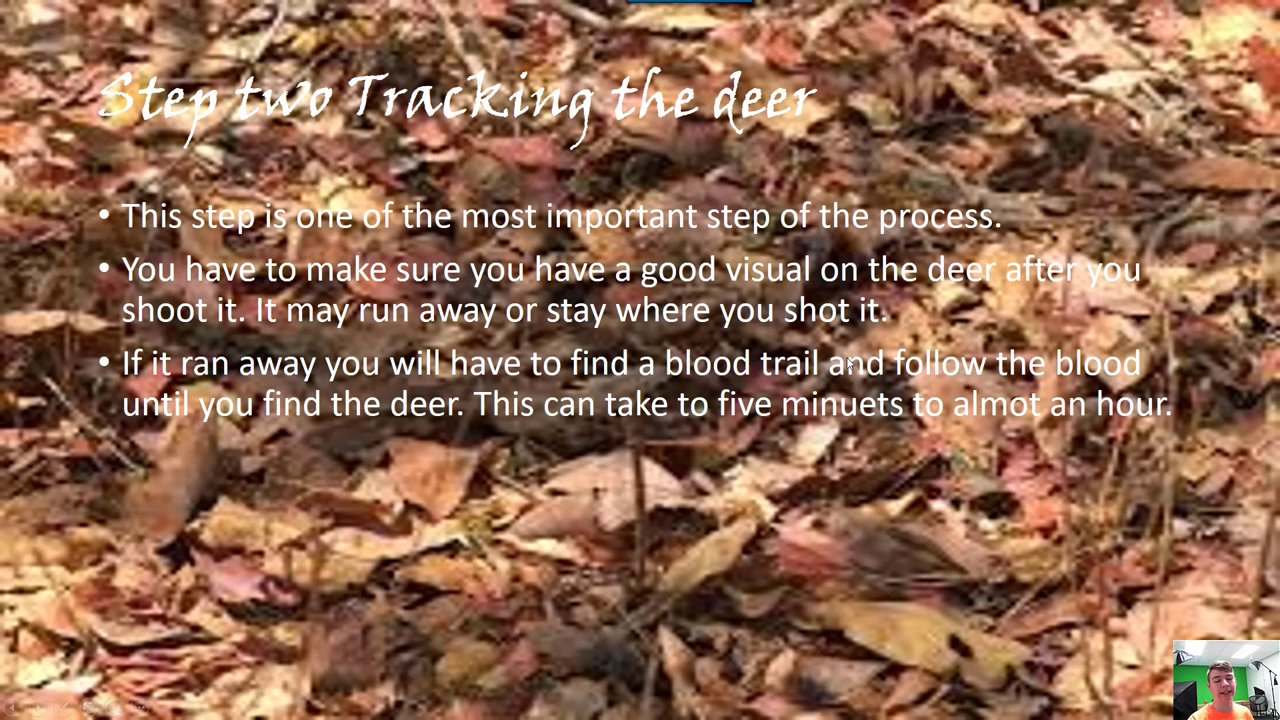 Step two Tracking the deer
• This step is one of the most important step of the process.
• You have to make sure you have a good visual on the deer after you
shoot it. It may run away or stay where you shot it.
• If it ran away you will have to find a blood trail and follow the blood
until you find the deer. This can take to five minuets to almot an hour.